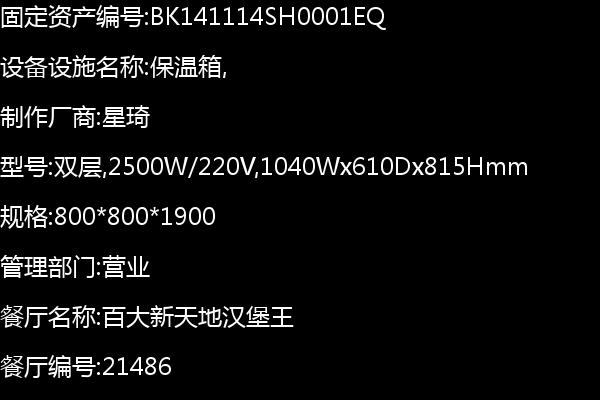 固定资产编号:BK141114SH0001EQ
设备设施名称:保温箱,
制作厂商:星琦
型号:双层,2500W/220V,1040Wx610Dx815Hmm
规格:800*800*1900
管理部门:营业
餐厅名称:百大新天地汉堡王
餐厅编号:21486